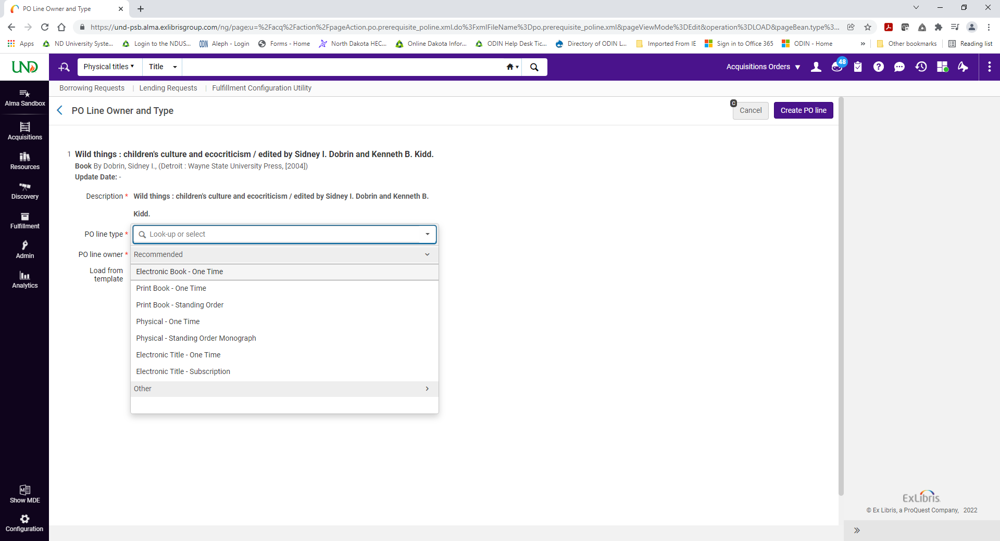 PO Line Owner and Type
https://und-psb.alma.exlibrisgroup.com/ng/page;u=%2Facq%2Faction%2FpageAction.po.prerequisite_poline.xml.do%3FxmlFileName%3Dpo.prerequisite_poline.xml&pageViewMode%3DEdit&operation%3DLOAD&pageBean.type%3...
Apps ND University Syste... Login to the NDUS... ODIN Aleph - Login Forms - Home North Dakota HEC... Online Dakota Infor... ODIN Help Desk Tic... Directory of ODIN L... Imported From IE Sign in to Office 365 ODIN - Home » Other bookmarks Reading list
UND Physical titles Title Acquisitions Orders 48
Borrowing Requests | Lending Requests | Fulfillment Configuration Utility
Alma Sandbox
Acquisitions
Resources
Discovery
Fulfillment
Admin
Analytics
Show MDE
Configuration
PO Line Owner and Type
C
Cancel
Create PO line
1 Wild things : children's culture and ecocriticism / edited by Sidney I. Dobrin and Kenneth B. Kidd.
Book By Dobrin, Sidney I., (Detroit : Wayne State University Press, [2004])
Update Date: -
Description * Wild things : children's culture and ecocriticism / edited by Sidney I. Dobrin and Kenneth B.
Kidd.
PO line type * Look-up or select
PO line owner * Recommended
Load from
template
Electronic Book - One Time
Print Book - One Time
Print Book - Standing Order
Physical - One Time
Physical - Standing Order Monograph
Electronic Title - One Time
Electronic Title - Subscription
Other
ExLibris
© Ex Libris, a ProQuest Company, 2022